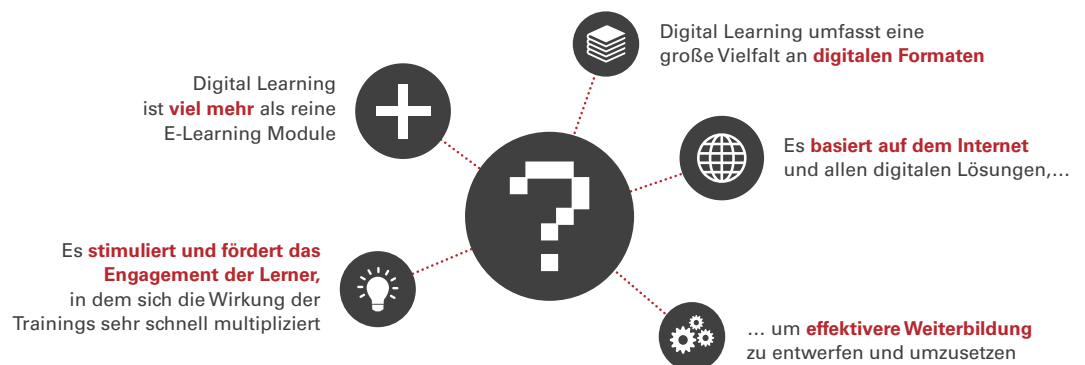 Digital Learning
ist viel mehr als reine
E-Learning Module
Digital Learning umfasst eine
große Vielfalt an digitalen Formaten
Es basiert auf dem Internet
und allen digitalen Lösungen,…
… um effektivere Weiterbildung
zu entwerfen und umzusetzen
Es stimuliert und fördert das
Engagement der Lerner,
in dem sich die Wirkung der
Trainings sehr schnell multipliziert
?